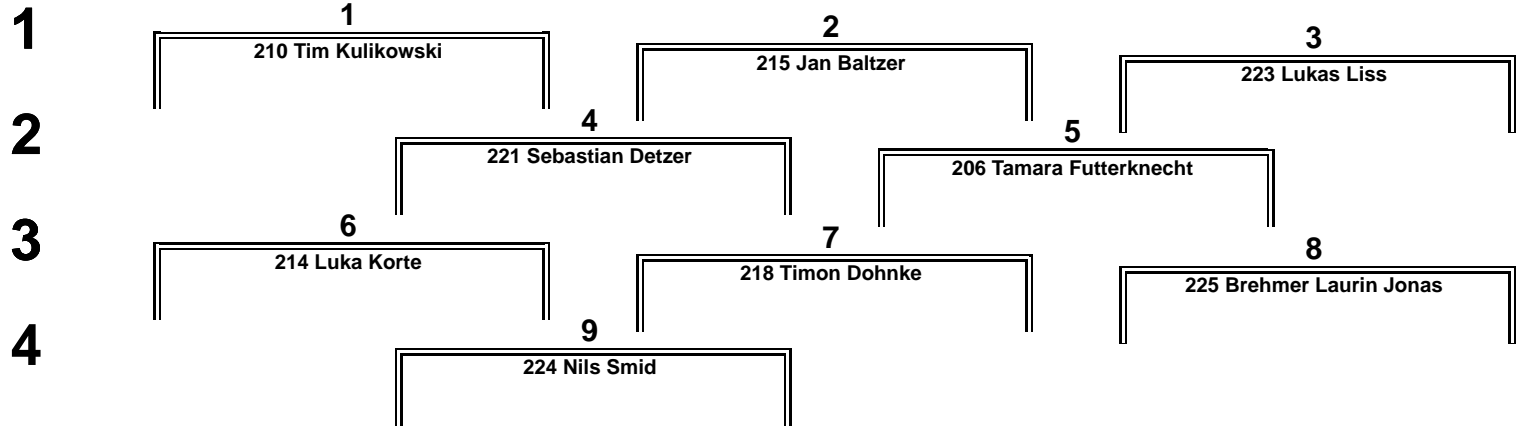 1
1
210 Tim Kulikowski
2
215 Jan Baltzer
3
223 Lukas Liss
2
4
221 Sebastian Detzer
5
206 Tamara Futterknecht
3
6
214 Luka Korte
7
218 Timon Dohnke
8
225 Brehmer Laurin Jonas
4
9
224 Nils Smid